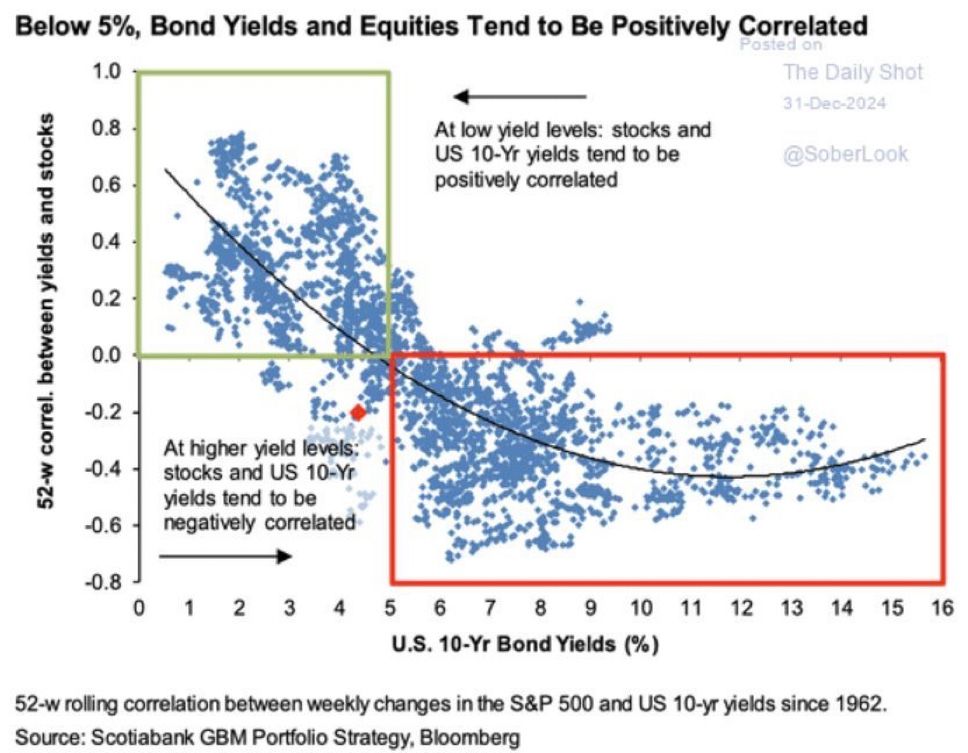 Below 5%, Bond Yields and Equities Tend to Be Positively Correlated
Posted on
The Daily Shot
31-Dec-2024
@SoberLook
At low yield levels: stocks and
US 10-Yr yields tend to be
positively correlated
52-w correl. between yields and stocks
1.0
0.8
0.6
0.4
0.2
0.0
-0.2
-0.4
-0.6
-0.8
At higher yield levels:
stocks and US 10-Yr
yields tend to be
negatively correlated
0 1 2 3 4 5 6 7 8 9 10 11 12 13 14 15 16
U.S. 10-Yr Bond Yields (%)
52-w rolling correlation between weekly changes in the S&P 500 and US 10-yr yields since 1962.
Source: Scotiabank GBM Portfolio Strategy, Bloomberg